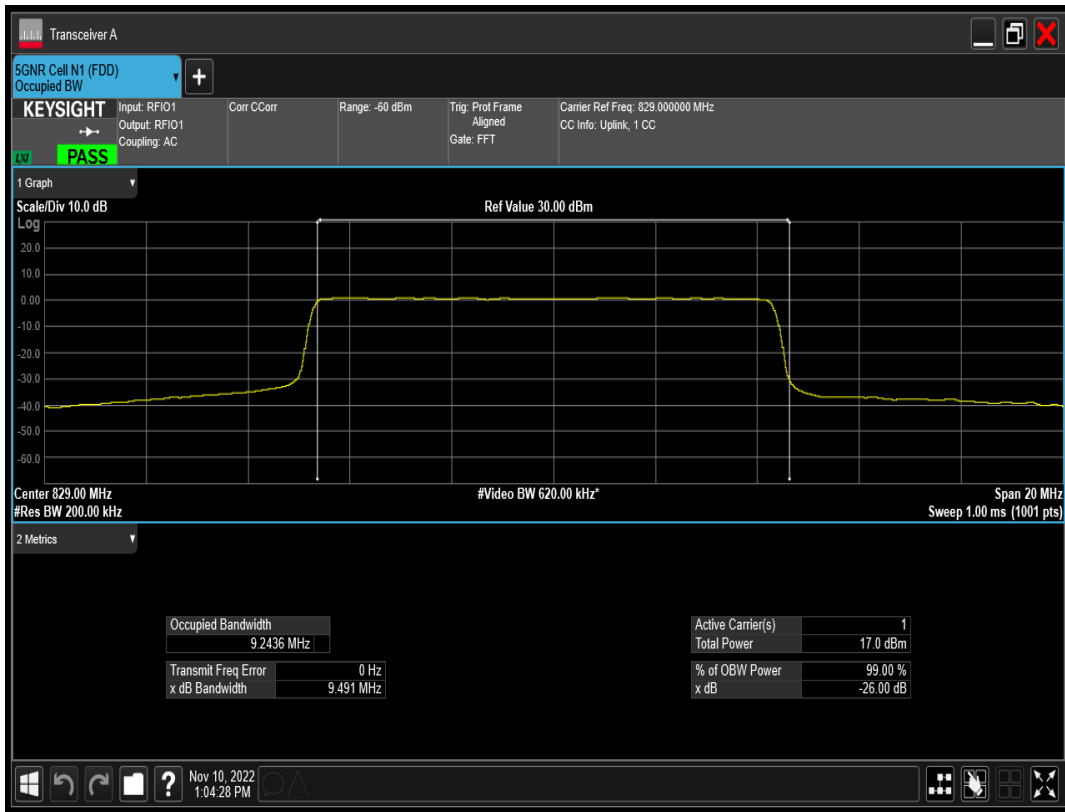 Transceiver A
5GNR Cell N1 (FDD)
Occupied BW
+
KEYSIGHT
LXI
PASS
Input: RFIO1
Output: RFIO1
Coupling: AC
Corr CCorr
Range: -60 dBm
Trig: Prot Frame
Aligned
Gate: FFT
Carrier Ref Freq: 829.000000 MHz
CC Info: Uplink, 1 CC
1 Graph
Scale/Div 10.0 dB
Ref Value 30.00 dBm
Log
20.0
10.0
0.00
-10.0
-20.0
-30.0
-40.0
-50.0
-60.0
Center 829.00 MHz
#Video BW 620.00 kHz*
Span 20 MHz
#Res BW 200.00 kHz
Sweep 1.00 ms (1001 pts)
2 Metrics
Occupied Bandwidth
9.2436 MHz
Transmit Freq Error 0 Hz
x dB Bandwidth 9.491 MHz
Active Carrier(s) 1
Total Power 17.0 dBm
% of OBW Power 99.00 %
x dB -26.00 dB
?
Nov 10, 2022
1:04:28 PM